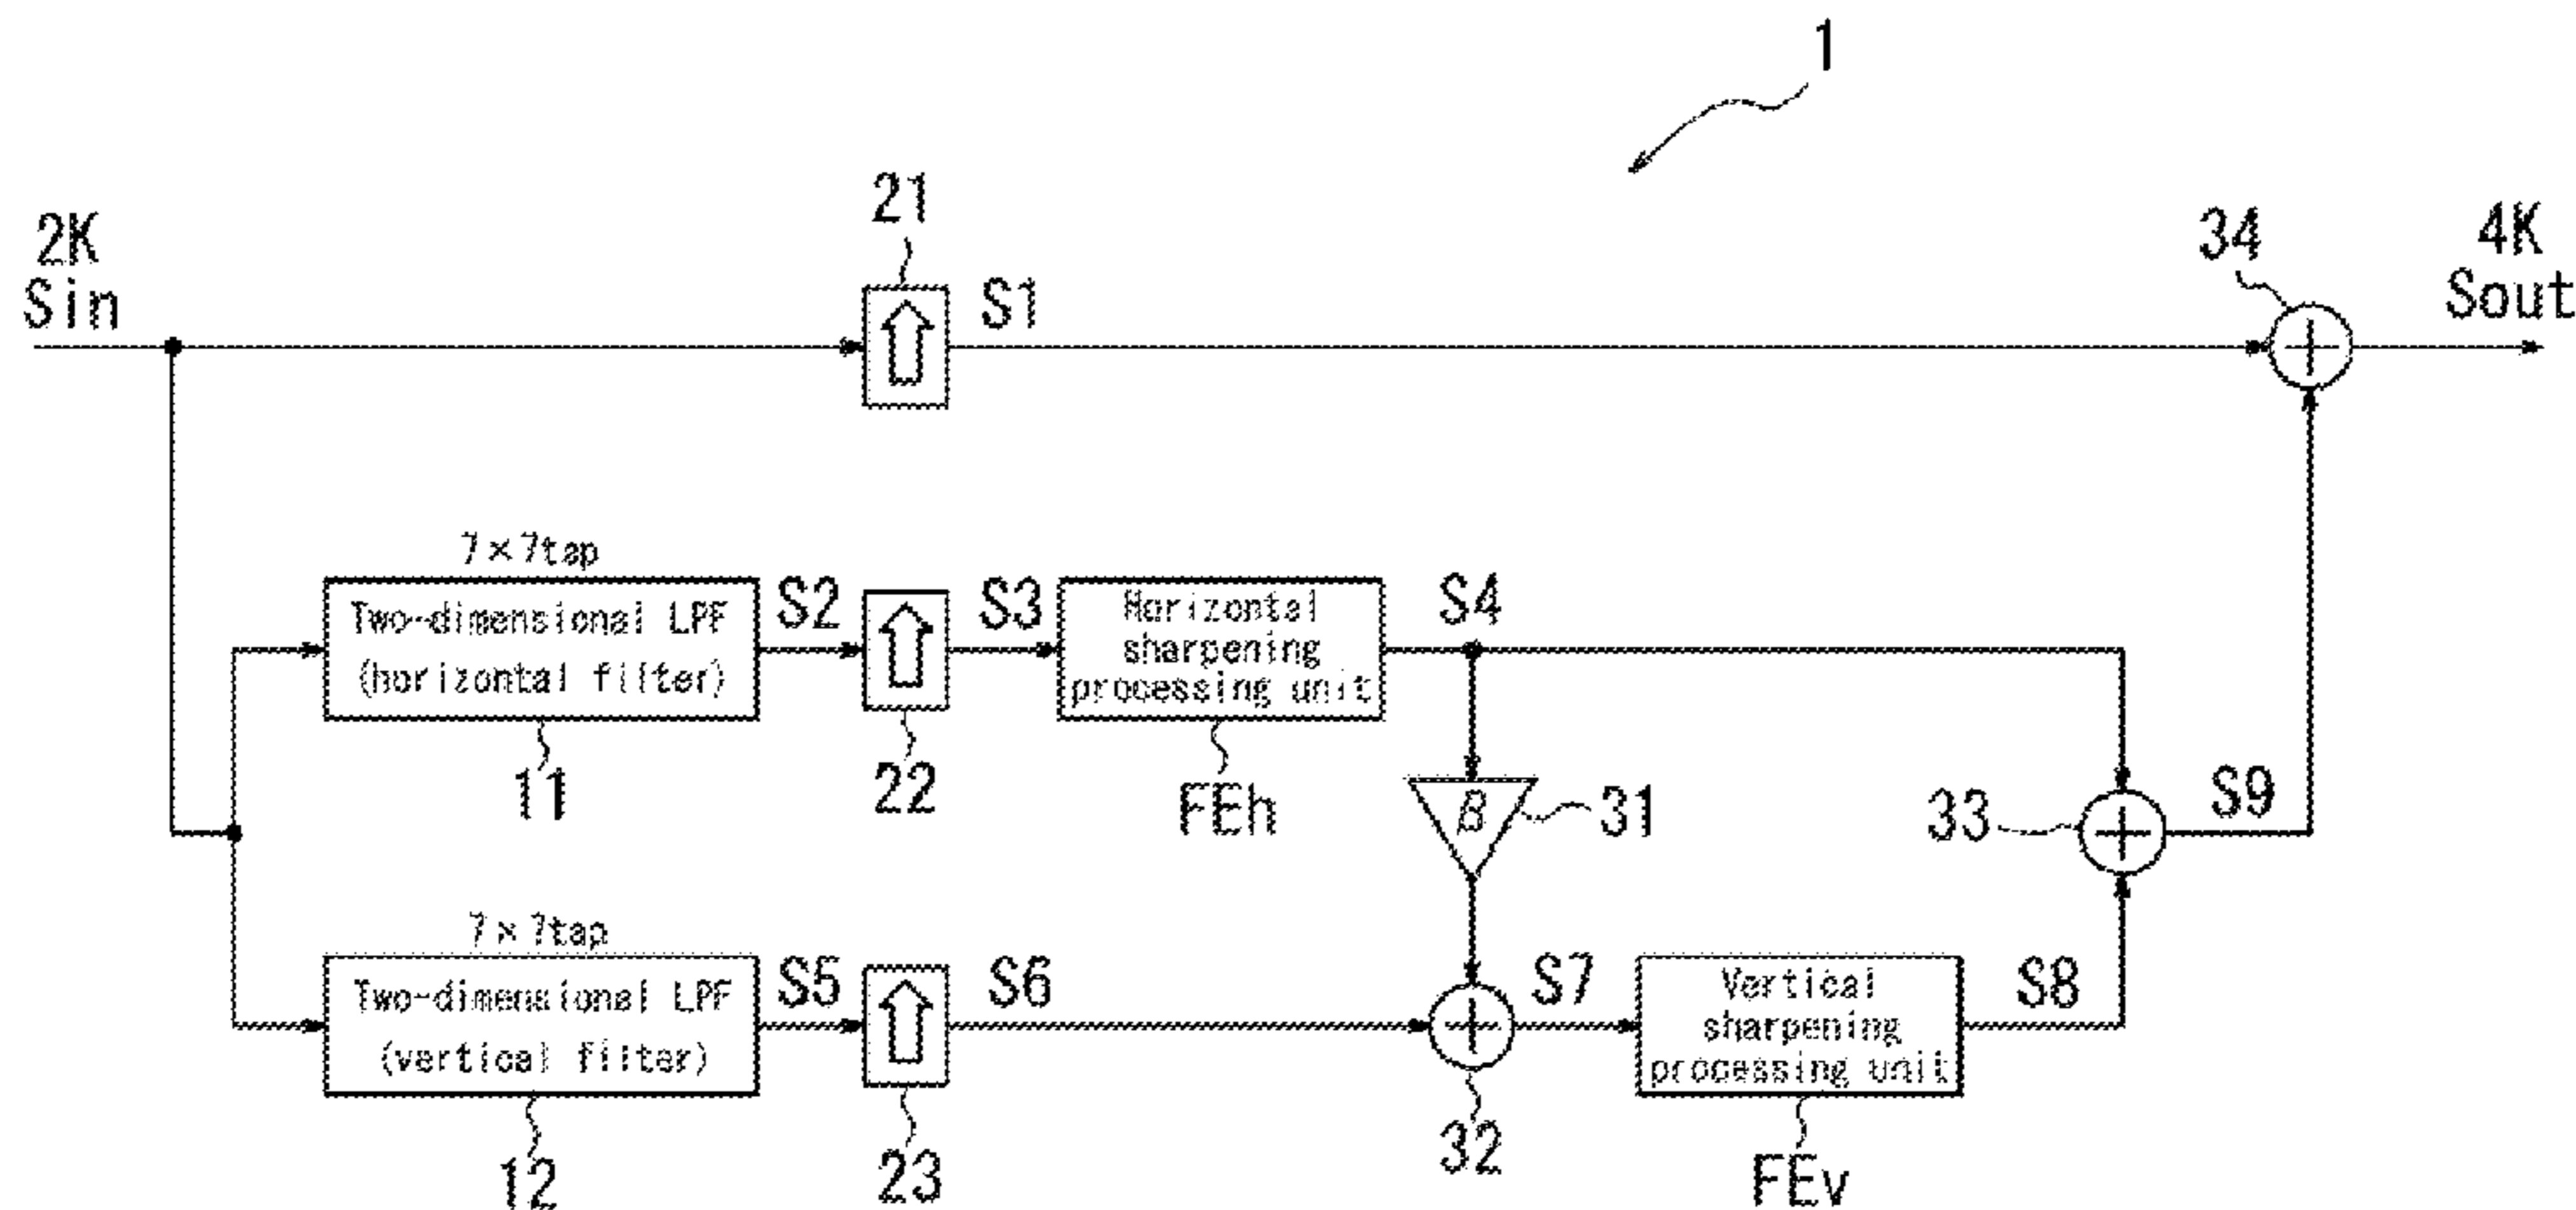 1
21
2K
Sin
S1
34
4K
Sout
7×7tap
Two-dimensional LPF
(horizontal filter)
S2
S3
Horizontal
sharpening
processing unit
S4
11
22
FEh
β
31
33
S9
7×7tap
Two-dimensional LPF
(vertical filter)
S5
S6
S7
Vertical
sharpening
processing unit
S8
12
23
32
FEv